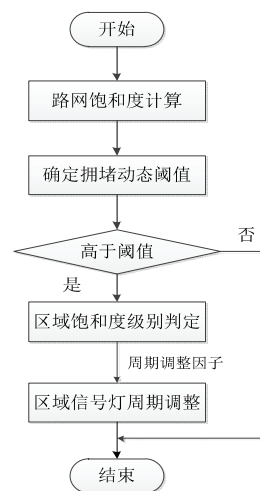 开始
路网饱和度计算
确定拥堵动态阈值
高于阈值
否
是
区域饱和度级别判定
周期调整因子
区域信号灯周期调整
结束